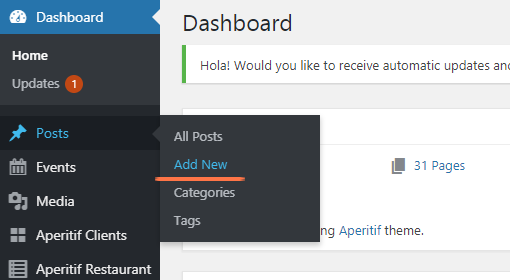 Dashboard
Home
Updates 1
Posts
Events
Media
Aperitif Clients
Aperitif Restaurant
All Posts
Add New
Categories
Tags
Dashboard
Hola! Would you like to receive automatic updates and
31 Pages
ng Aperitif theme.